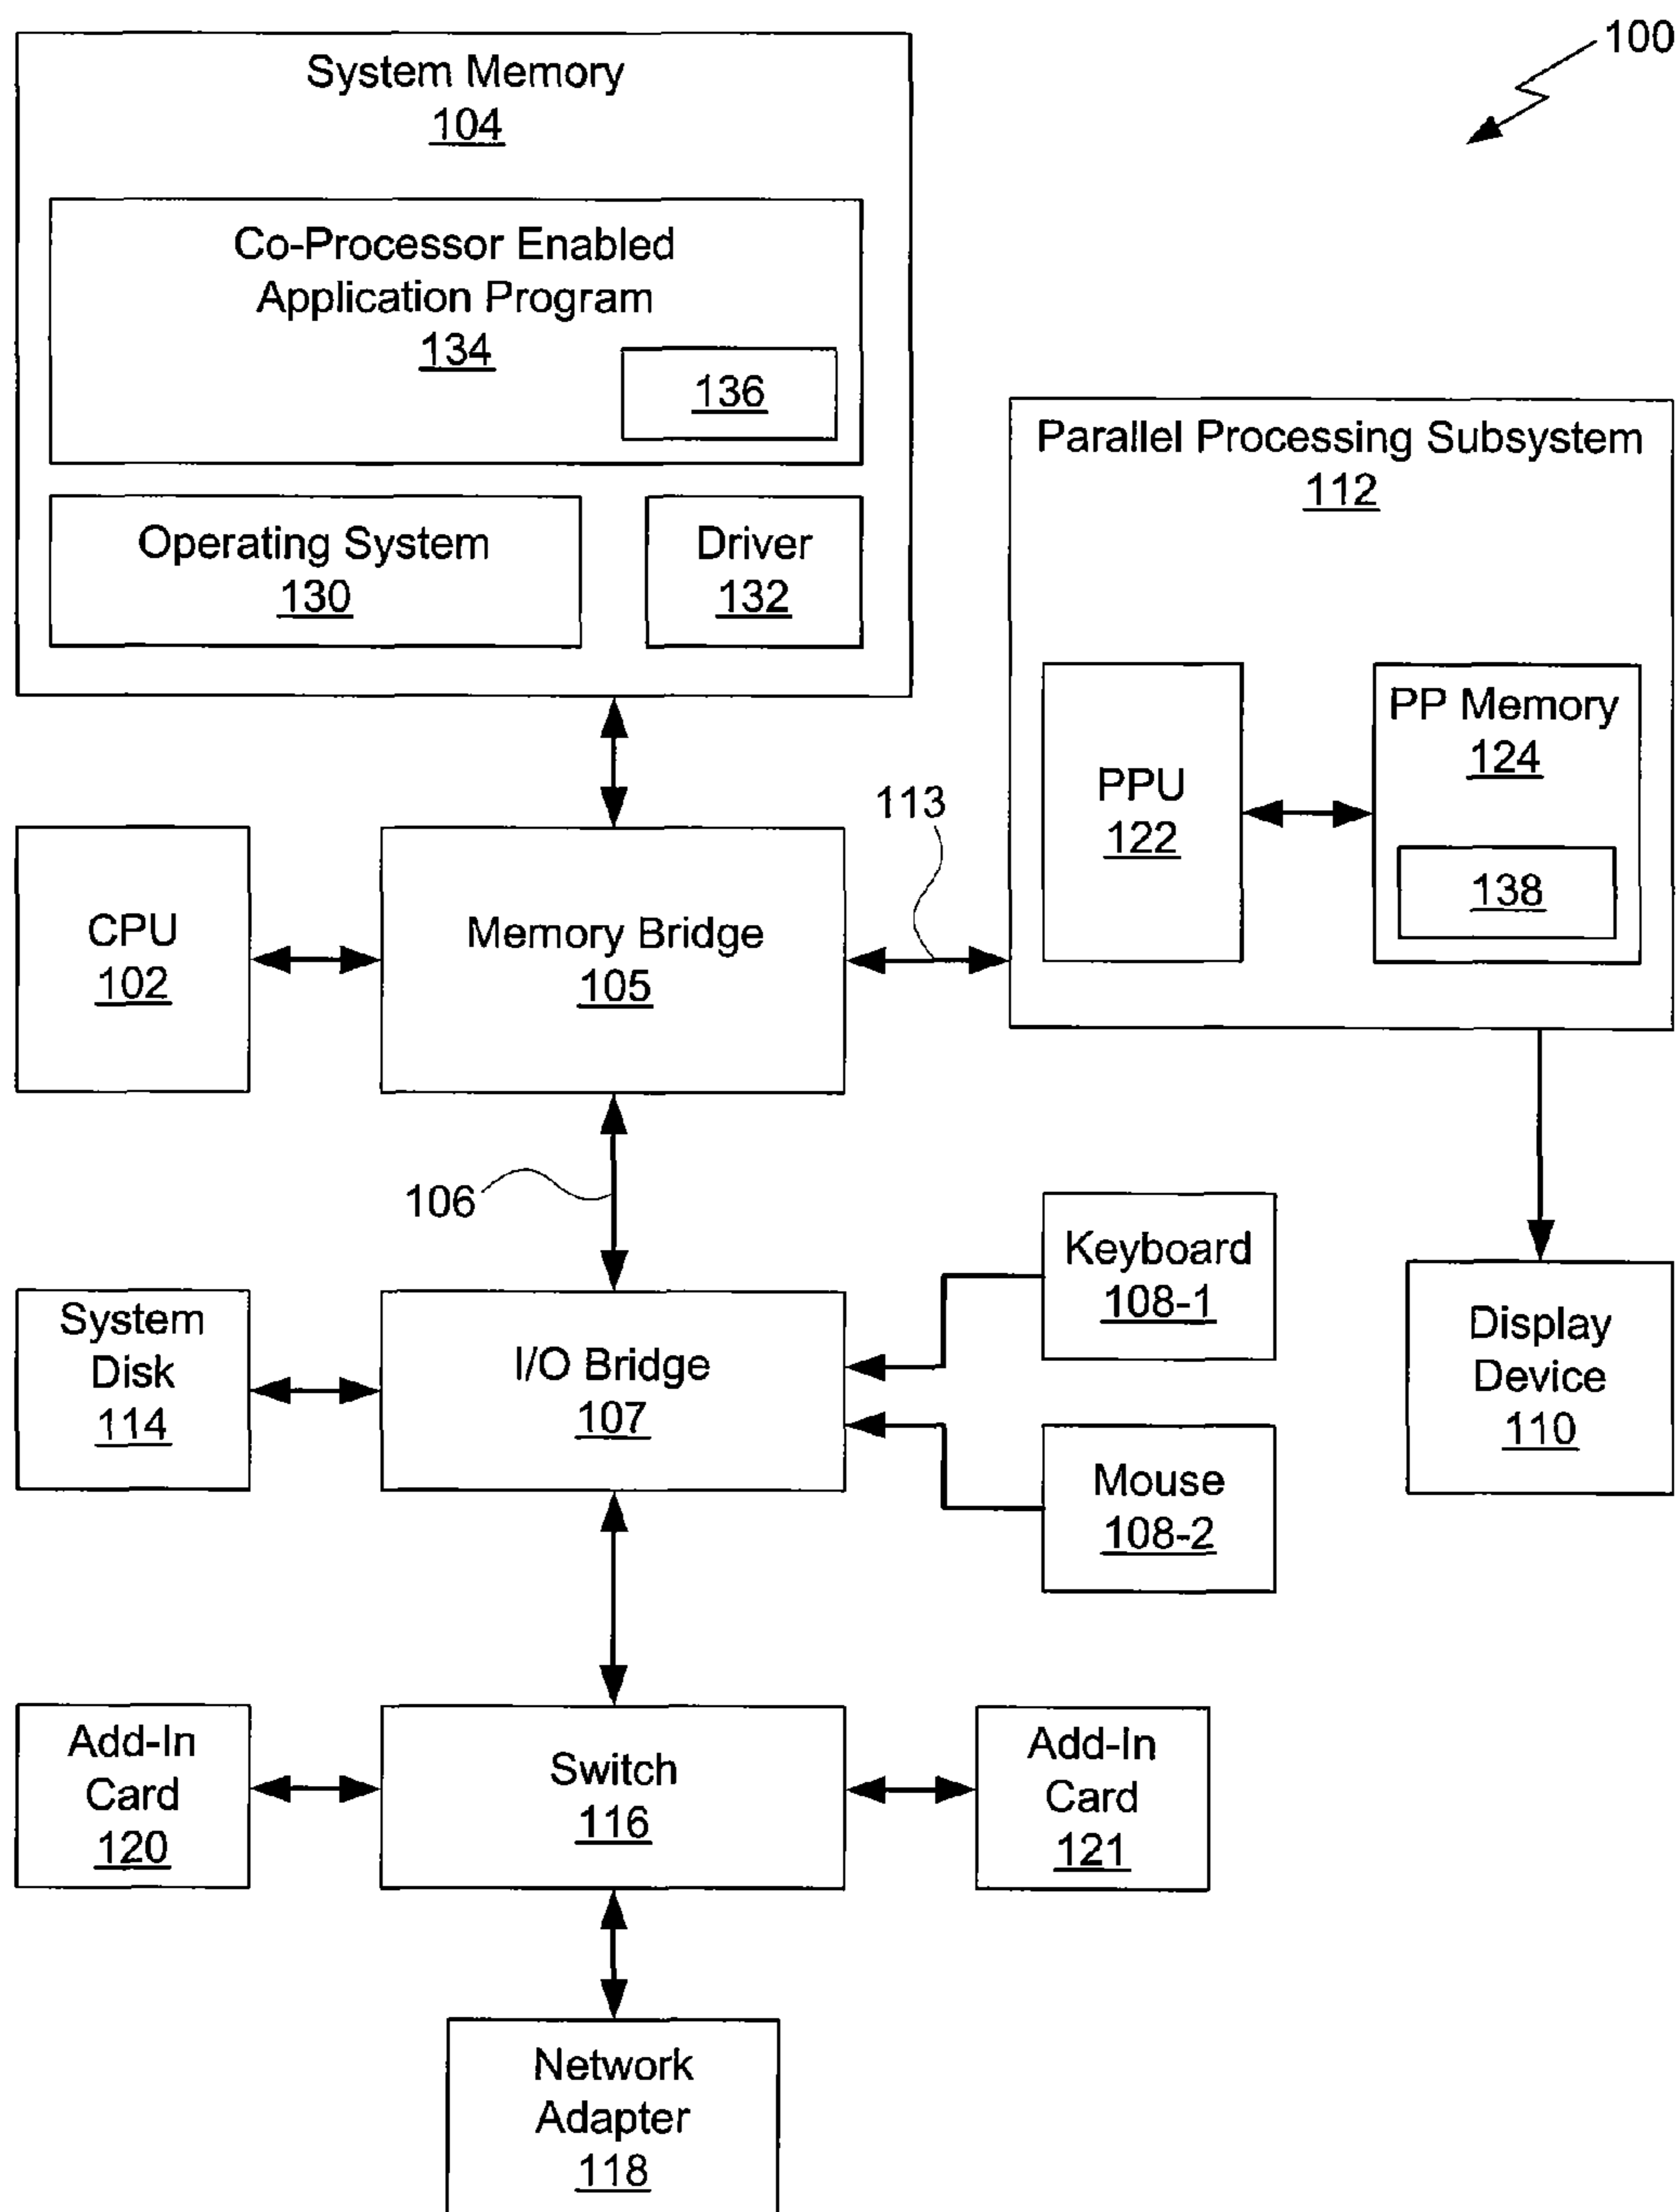 100
System Memory
104
Co-Processor Enabled
Application Program
134
136
Operating System
130
Driver
132
Parallel Processing Subsystem
112
PPU
122
PP Memory
124
138
113
CPU
102
Memory Bridge
105
106
Keyboard
108-1
System
Disk
114
I/O Bridge
107
Mouse
108-2
Display
Device
110
Add-In
Card
120
Switch
116
Add-In
Card
121
Network
Adapter
118